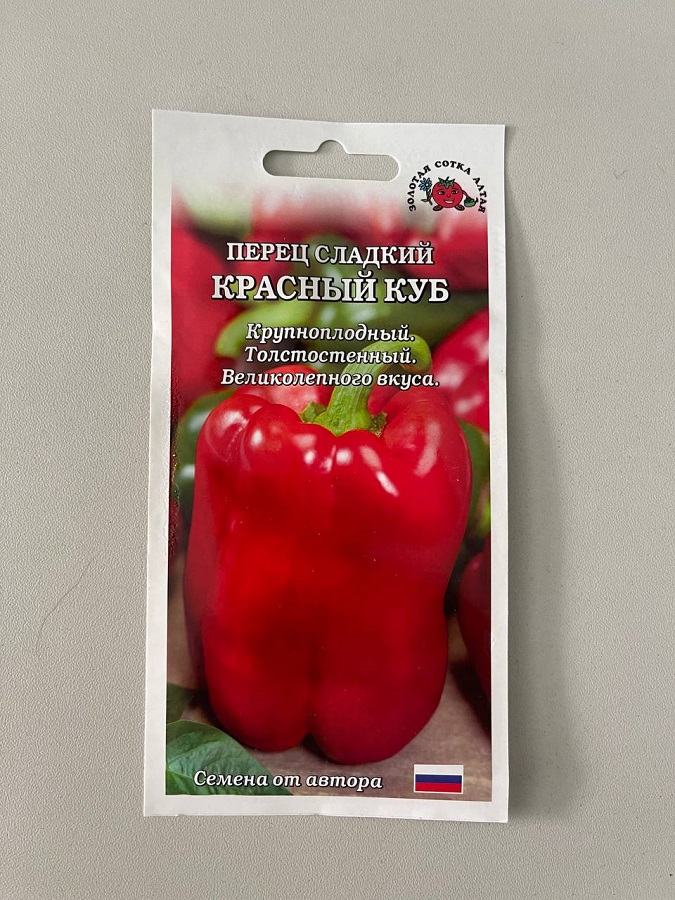 ЗОЛОТАЯ СОТКА АЛТАЯ
ПЕРЕЦ СЛАДКИЙ
КРАСНЫЙ КУБ
Крупноплодный.
Толстостенный.
Великолепного вкуса.
Семена от автора